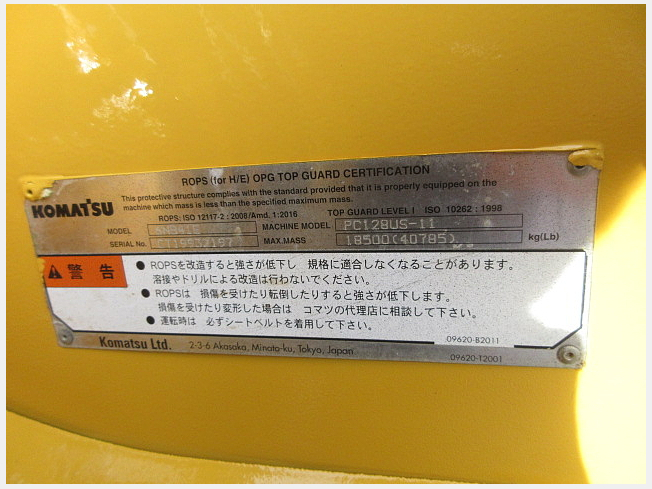 ROPS (for H/E) OPG TOP GUARD CERTIFICATION
KOMATSU
This protective structure complies with the standard provided that it is properly equipped on the
machine which mass is less than the specified maximum mass.
ROPS: ISO 12117-2 : 2008/Amd. 1:2016 TOP GUARD LEVEL I ISO 10262 : 1998
MODEL MACHINE MODEL PC128US-11
SERIAL No. MAX.MASS 18500(40785) kg(Lb)
警告
● ROPSを改造すると強さが低下し 規格に適合しなくなることがあります。
溶接やドリルによる改造は行わないでください。
● ROPSは 損傷を受けたり転倒したりすると強さが低下します。
損傷を受けたり変形した場合は コマツの代理店に相談して下さい。
● 運転時は 必ずシートベルトを着用して下さい。
09620-B2011
Komatsu Ltd. 2-3-6 Akasaka, Minato-ku, Tokyo, Japan
09620-T2001